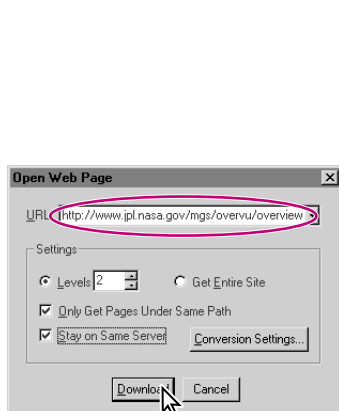 Open Web Page
URL: http://www.jpl.nasa.gov/mgs/overvu/overview
Settings
Levels 2 Get Entire Site
Only Get Pages Under Same Path
Stay on Same Server Conversion Settings...
Download Cancel